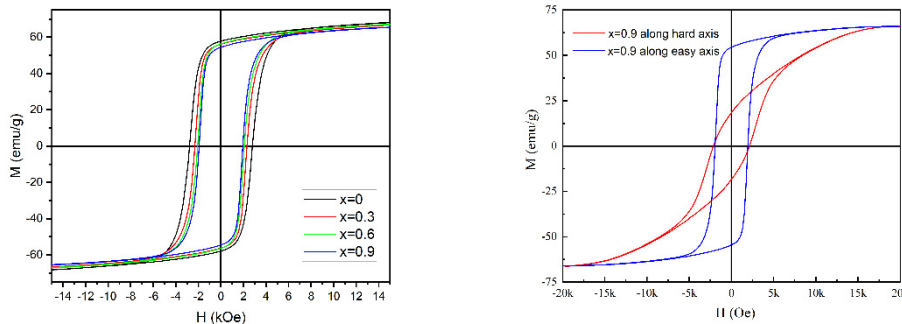 60
40
20
0
-20
-40
-60
M (emu/g)
x=0
x=0.3
x=0.6
x=0.9
-14 -12 -10 -8 -6 -4 -2 0 2 4 6 8 10 12 14
H (kOe)
x=0.9 along hard axis
x=0.9 along easy axis
75
50
25
0
-25
-50
-75
M (emu/g)
-20k -15k -10k -5k 0 5k 10k 15k 20k
H (Oe)